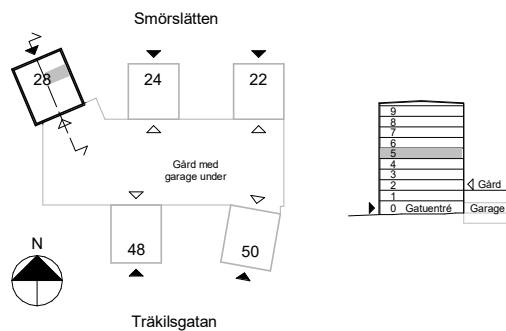 Smörslätten
28
24
22
Gård med
garage under
48
50
N
Träkilsgatan
9
8
7
6
5
4
3
2
Gård
1
0 Gatuentré Garage